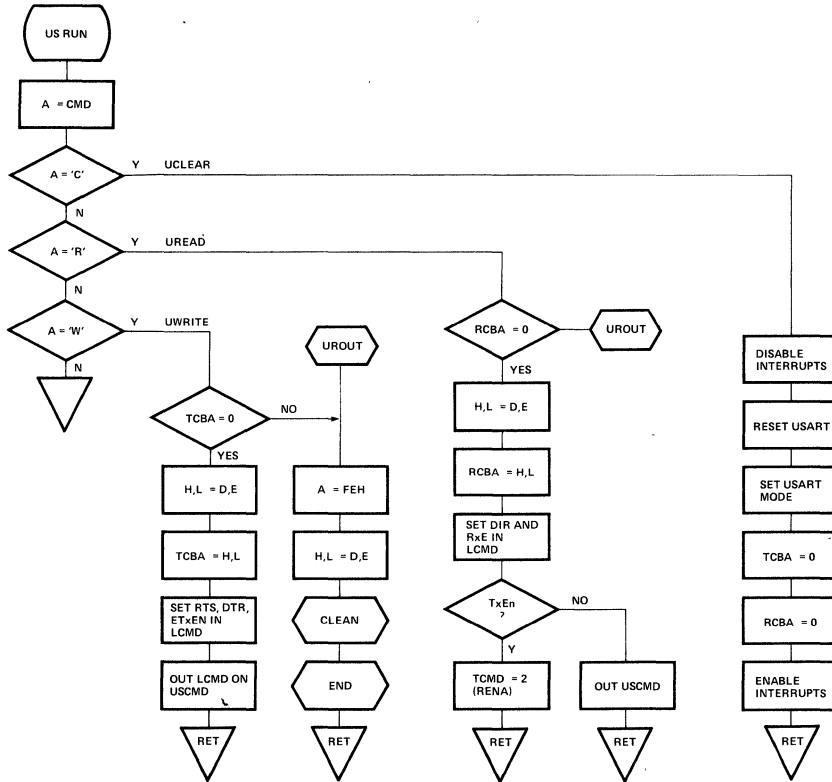 US RUN
A = CMD
A = 'C'
Y UCLEAR
N
A = 'R'
Y UREAD
N
A = 'W'
Y UWRITE
N
TCBA = 0
NO
YES
H,L = D,E
TCBA = H,L
SET RTS, DTR,
ETxEN IN
LCMD
OUT LCMD ON
USCMD
RET
UROUT
A = FEH
H,L = D,E
CLEAN
END
RET
RCBA = 0
UROUT
YES
H,L = D,E
RCBA = H,L
SET DIR AND
RxE IN
LCMD
TxEn
?
NO
Y
TCMD = 2
(RENA)
RET
OUT USCMD
RET
DISABLE
INTERRUPTS
RESET USART
SET USART
MODE
TCBA = 0
RCBA = 0
ENABLE
INTERRUPTS
RET